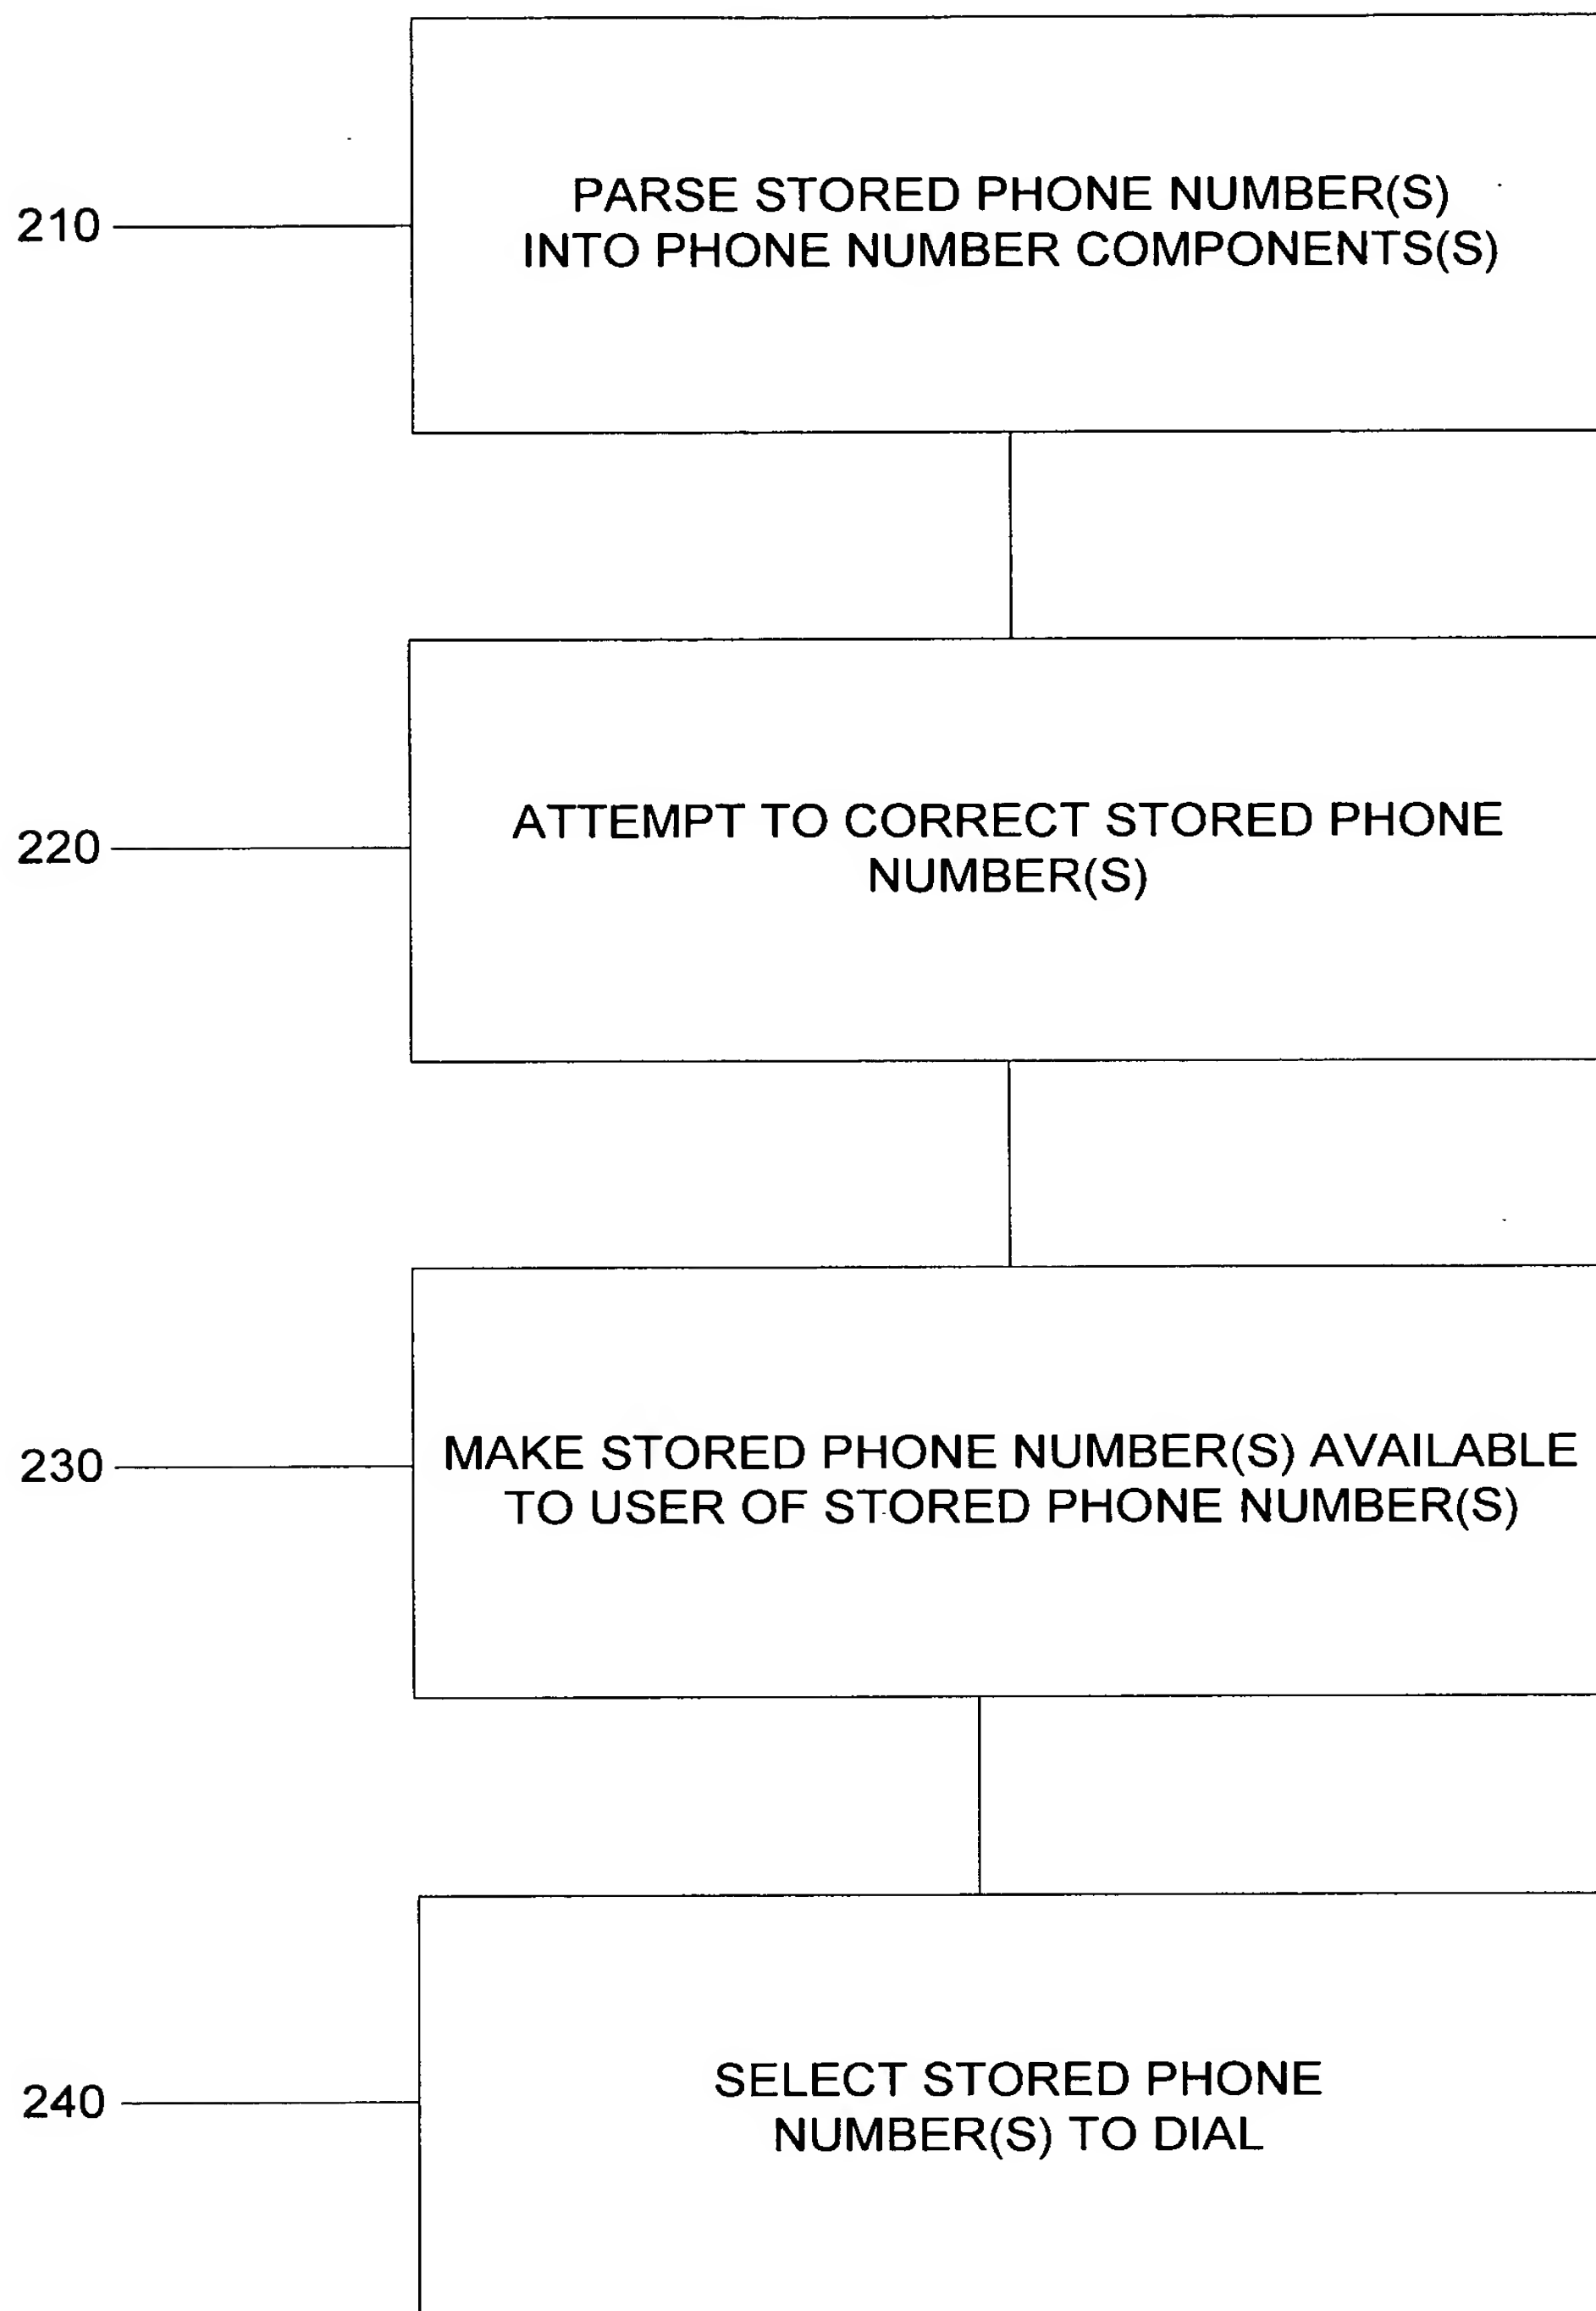 PARSE STORED PHONE NUMBER(S)
210
INTO PHONE NUMBER COMPONENTS(S)
ATTEMPT TO CORRECT STORED PHONE
220
NUMBER(S)
MAKE STORED PHONE NUMBER(S) AVAILABLE
230
TO USER OF STORED PHONE NUMBER(S)
SELECT STORED PHONE
240
NUMBER(S) TO DIAL